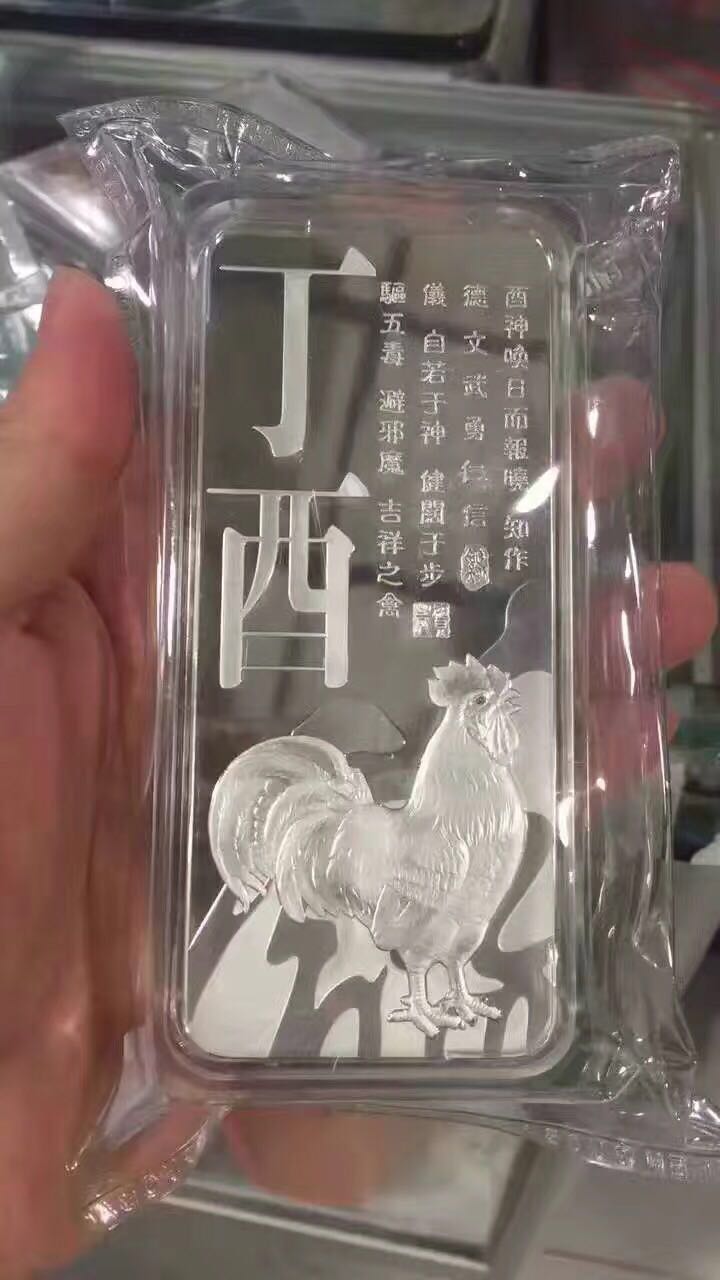 丁酉
酉神喚日而報曉 知作
德文武勇仁信
儀自若于神 健鬭于步
驅五毒 避邪魔 吉祥之禽